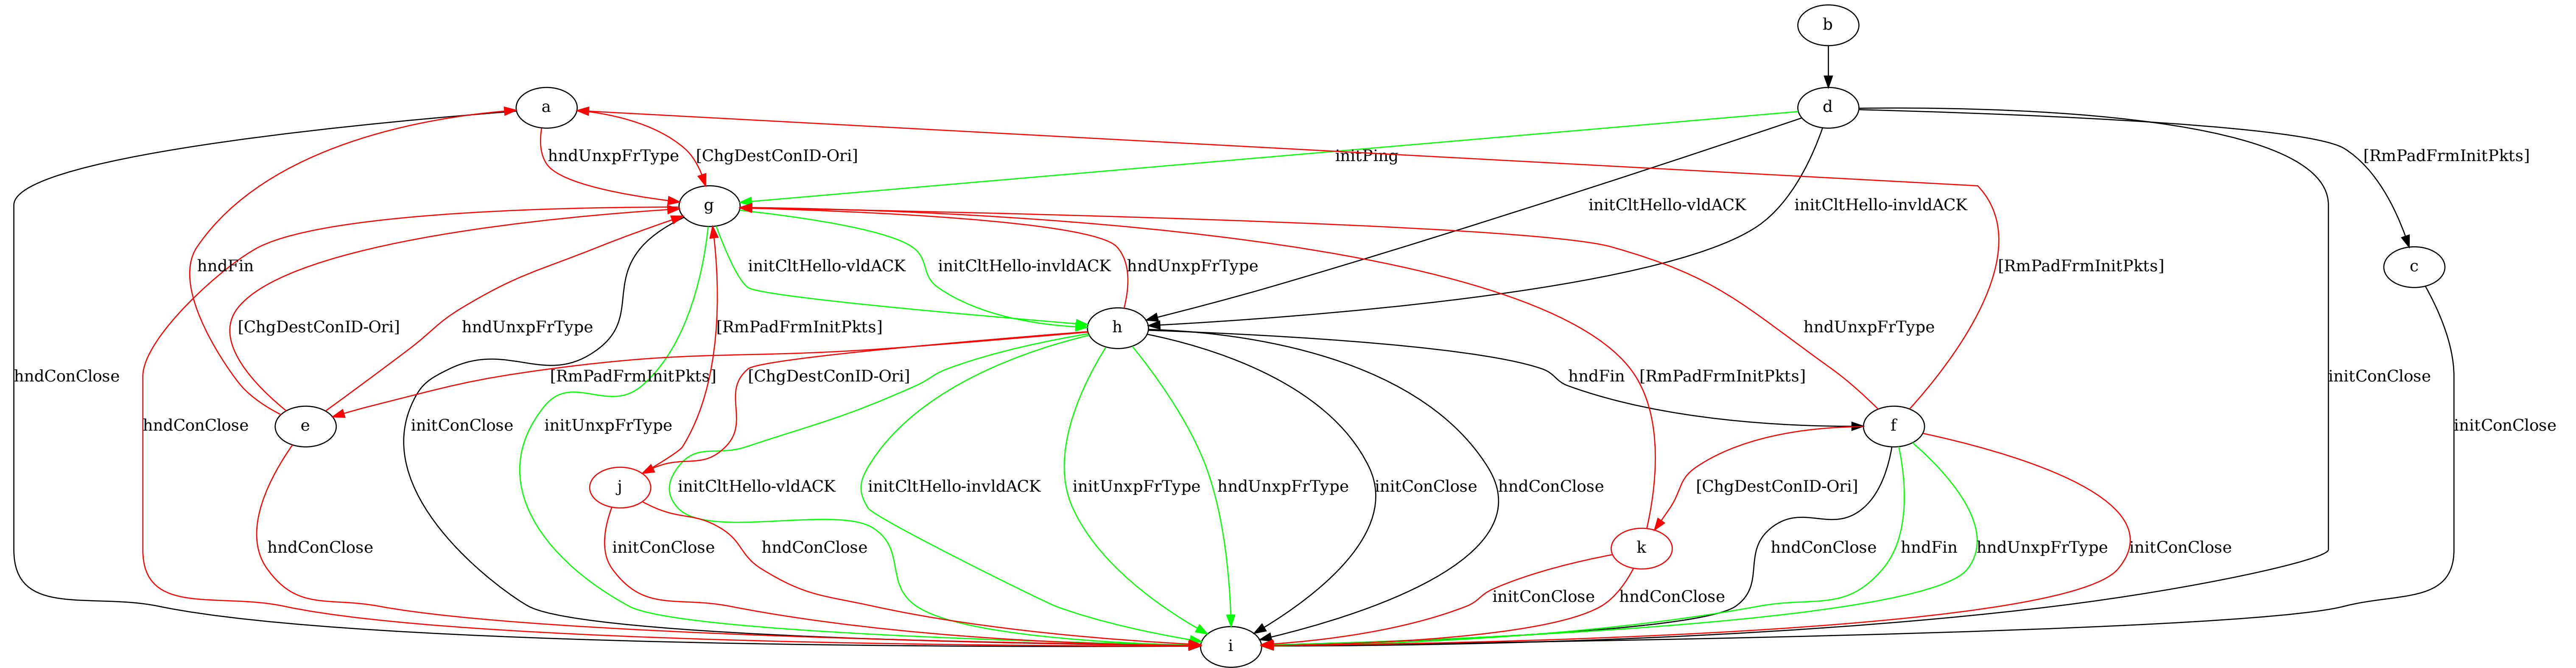 b
a
d
hndUnxpFrType
[ChgDestConID-Ori]
initPing
[RmPadFrmInitPkts]
g
initCltHello-vldACK
initCltHello-invldACK
hndFin
initCltHello-vldACK
initCltHello-invldACK
hndUnxpFrType
[RmPadFrmInitPkts]
c
[ChgDestConID-Ori]
hndUnxpFrType
[RmPadFrmInitPkts]
h
hndUnxpFrType
hndConClose
[RmPadFrmInitPkts]
[ChgDestConID-Ori]
hndFin
[RmPadFrmInitPkts]
initConClose
hndConClose
e
initConClose
initUnxpFrType
f
initConClose
j
initCltHello-vldACK
initCltHello-invldACK
initUnxpFrType
hndUnxpFrType
initConClose
hndConClose
[ChgDestConID-Ori]
hndConClose
initConClose
hndConClose
k
hndConClose
hndFin
hndUnxpFrType
initConClose
initConClose
hndConClose
i